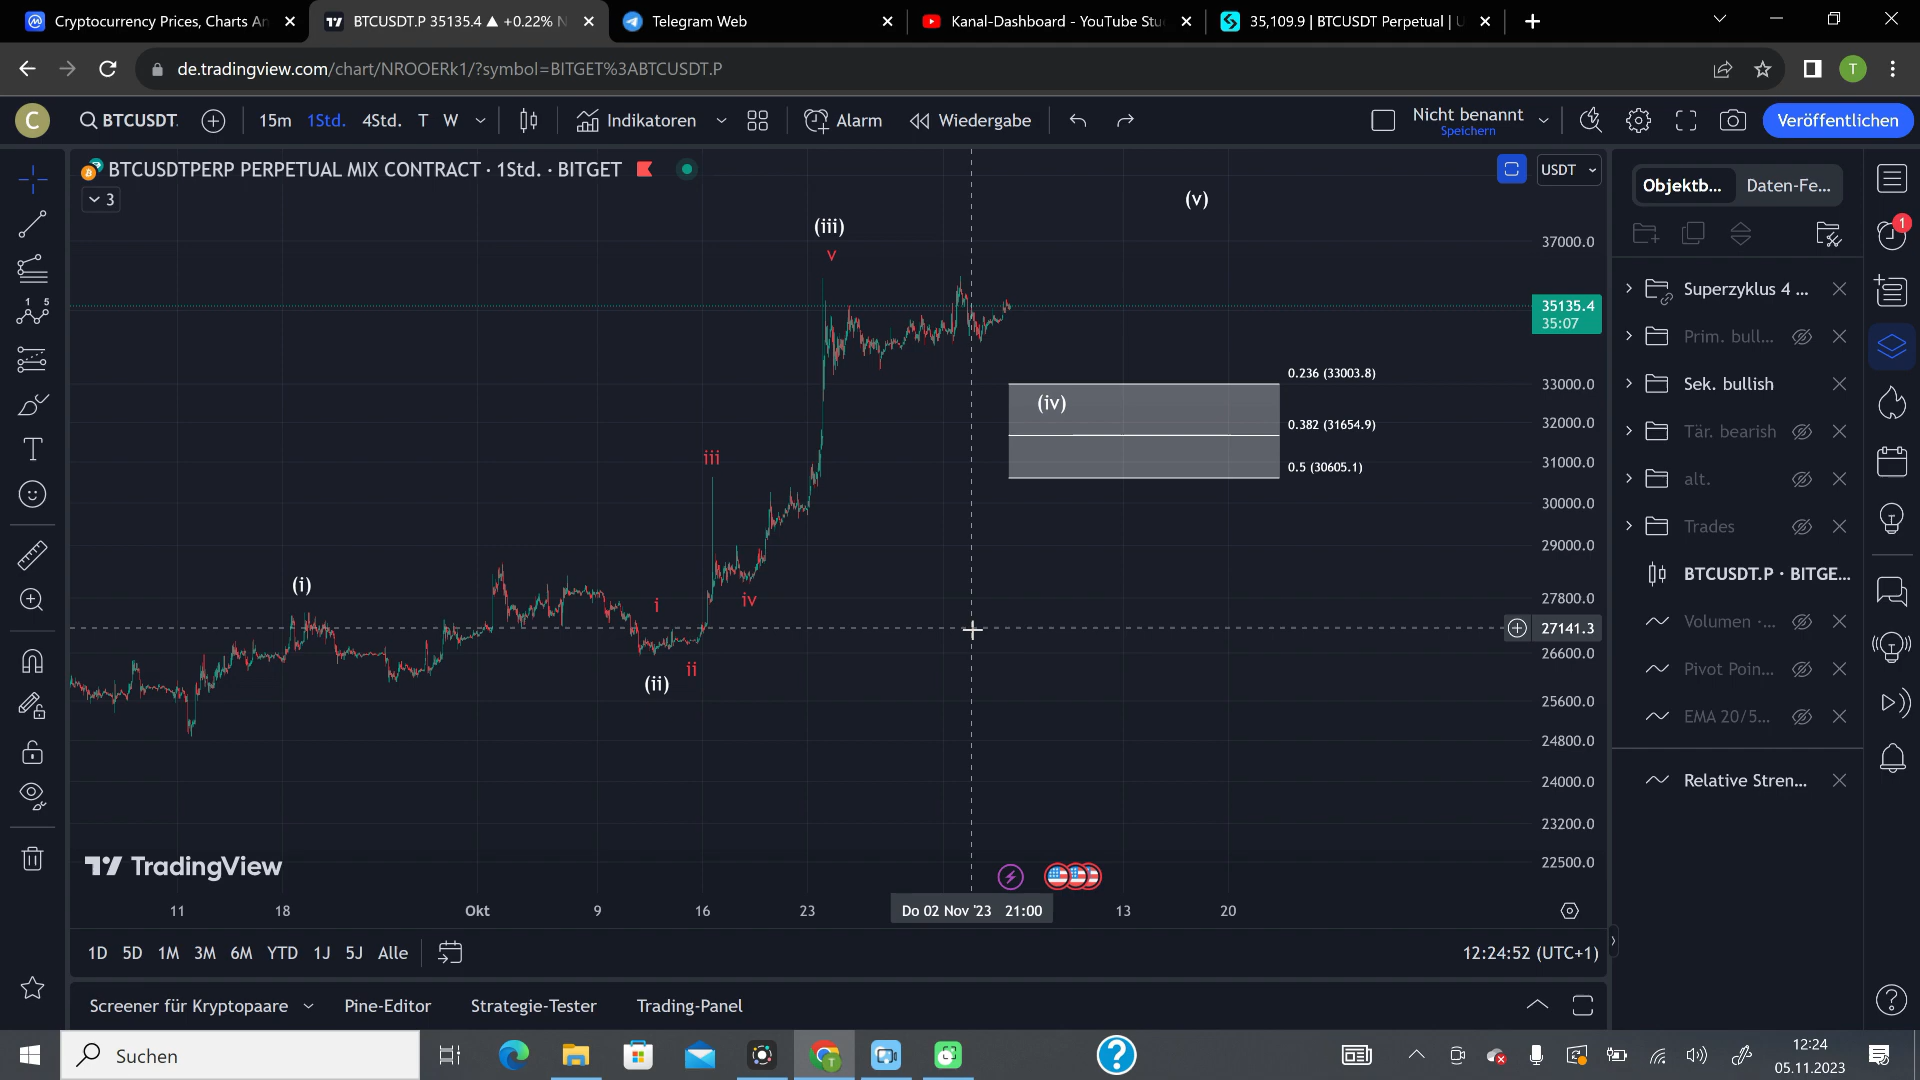 Cryptocurrency Prices, Charts An
BTCUSDT.P 35135.4 ▲ +0.22% N
Telegram Web
Kanal-Dashboard - YouTube Stu
35,109.9 | BTCUSDT Perpetual | U
de.tradingview.com/chart/NROOERk1/?symbol=BITGET%3ABTCUSDT.P
T
C
BTCUSDT.
15m
1Std.
4Std.
T
W
Indikatoren
Alarm
Wiedergabe
Nicht benannt
Speichern
Veröffentlichen
BTCUSDTPERP PERPETUAL MIX CONTRACT · 1Std. · BITGET
USDT
3
Objektb...
Daten-Fe...
1
(v)
(iii)
v
37000.0
Superzyklus 4 ...
35135.4
35:07
Prim. bull...
0.236 (33003.8)
33000.0
Sek. bullish
(iv)
0.382 (31654.9)
32000.0
Tär. bearish
iii
0.5 (30605.1)
31000.0
alt.
30000.0
Trades
29000.0
BTCUSDT.P · BITGE...
(i)
i
iv
27800.0
Volumen ·...
27141.3
26600.0
ii
(ii)
Pivot Poin...
25600.0
EMA 20/5...
24800.0
24000.0
Relative Stren...
23200.0
TradingView
22500.0
11
18
Okt
9
16
23
Do 02 Nov '23 21:00
13
20
1D
5D
1M
3M
6M
YTD
1J
5J
Alle
12:24:52 (UTC+1)
Screener für Kryptopaare
Pine-Editor
Strategie-Tester
Trading-Panel
Suchen
12:24
05.11.2023